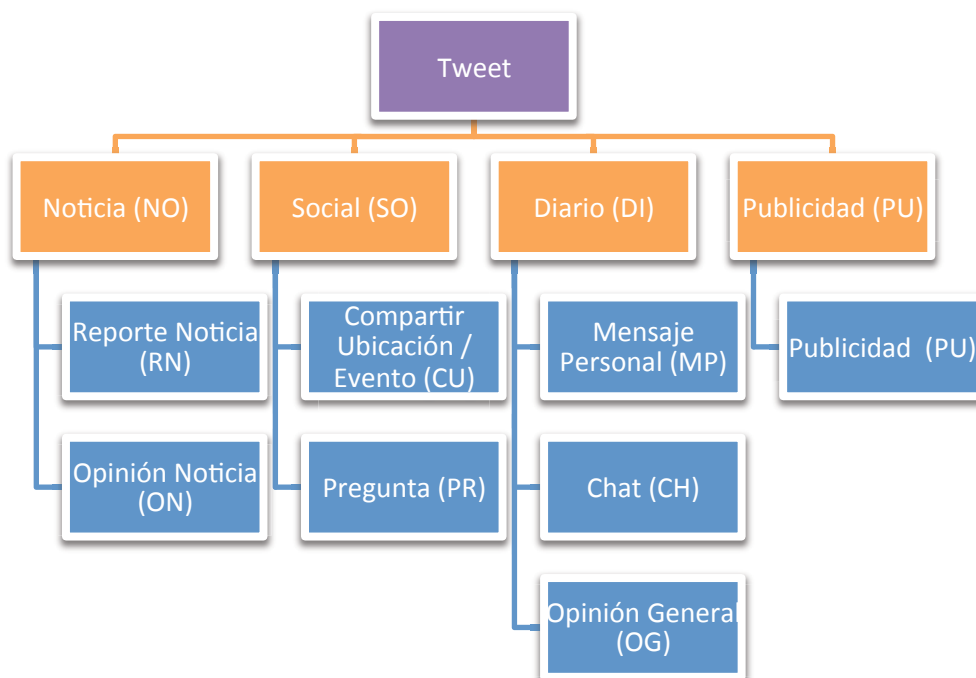 Tweet
Noticia (NO)
Social (SO)
Diario (DI)
Publicidad (PU)
Reporte Noticia
(RN)
Compartir
Ubicación /
Evento (CU)
Mensaje
Personal (MP)
Publicidad (PU)
Opinión Noticia
(ON)
Pregunta (PR)
Chat (CH)
Opinión General
(OG)